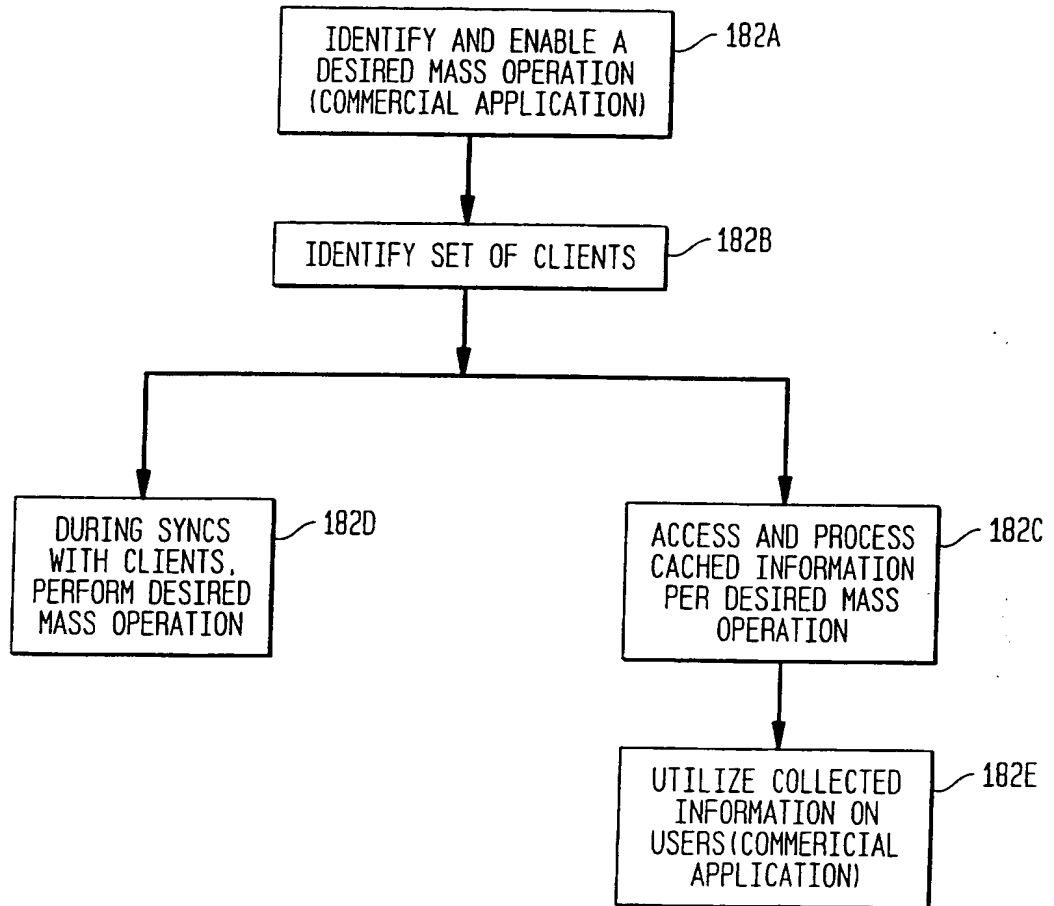 IDENTIFY AND ENABLE A
DESIRED MASS OPERATION
(COMMERCIAL APPLICATION)
182A
IDENTIFY SET OF CLIENTS
182B
DURING SYNCS
WITH CLIENTS,
PERFORM DESIRED
MASS OPERATION
182D
ACCESS AND PROCESS
CACHED INFORMATION
PER DESIRED MASS
OPERATION
182C
UTILIZE COLLECTED
INFORMATION ON
USERS(COMMERICIAL
APPLICATION)
182E